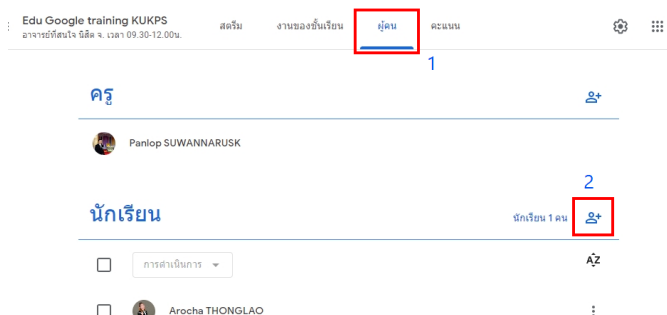 Edu Google training KUKPS
อาจารย์ที่สนใจ นิสิต จ. เวลา 09.30-12.00น.
สตรีม งานของชั้นเรียน ผู้คน คะแนน
1
ครู
Panlop SUWANNARUSK
2
นักเรียน
นักเรียน 1 คน
การดำเนินการ
AZ
Arocha THONGLAO